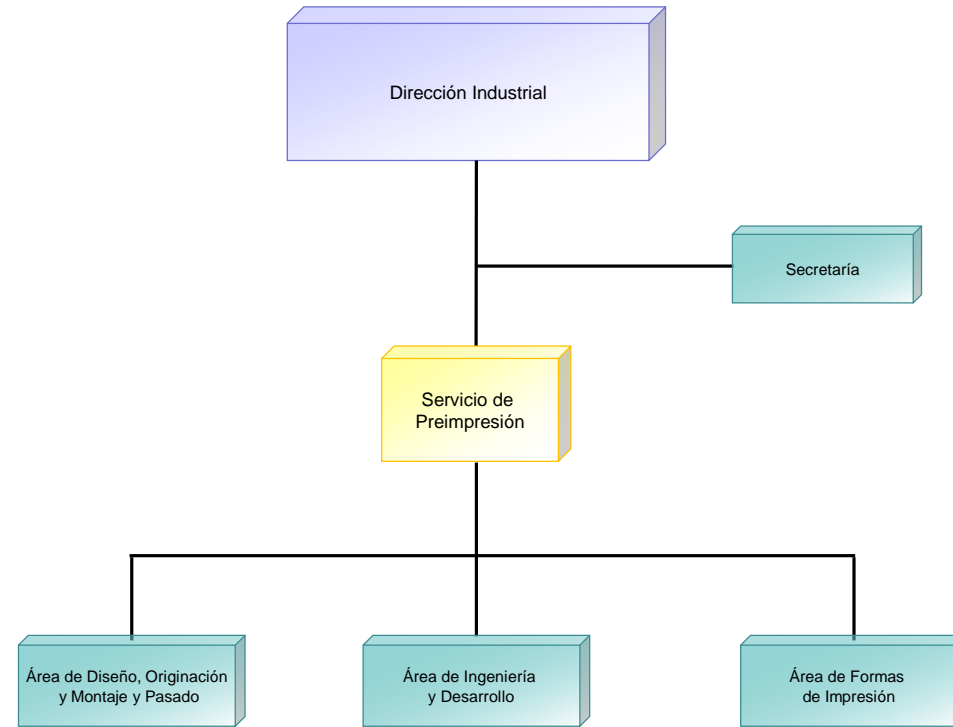 Dirección Industrial
Secretaría
Servicio de
Preimpresión
Área de Diseño, Originación
y Montaje y Pasado
Área de Ingeniería
y Desarrollo
Área de Formas
de Impresión